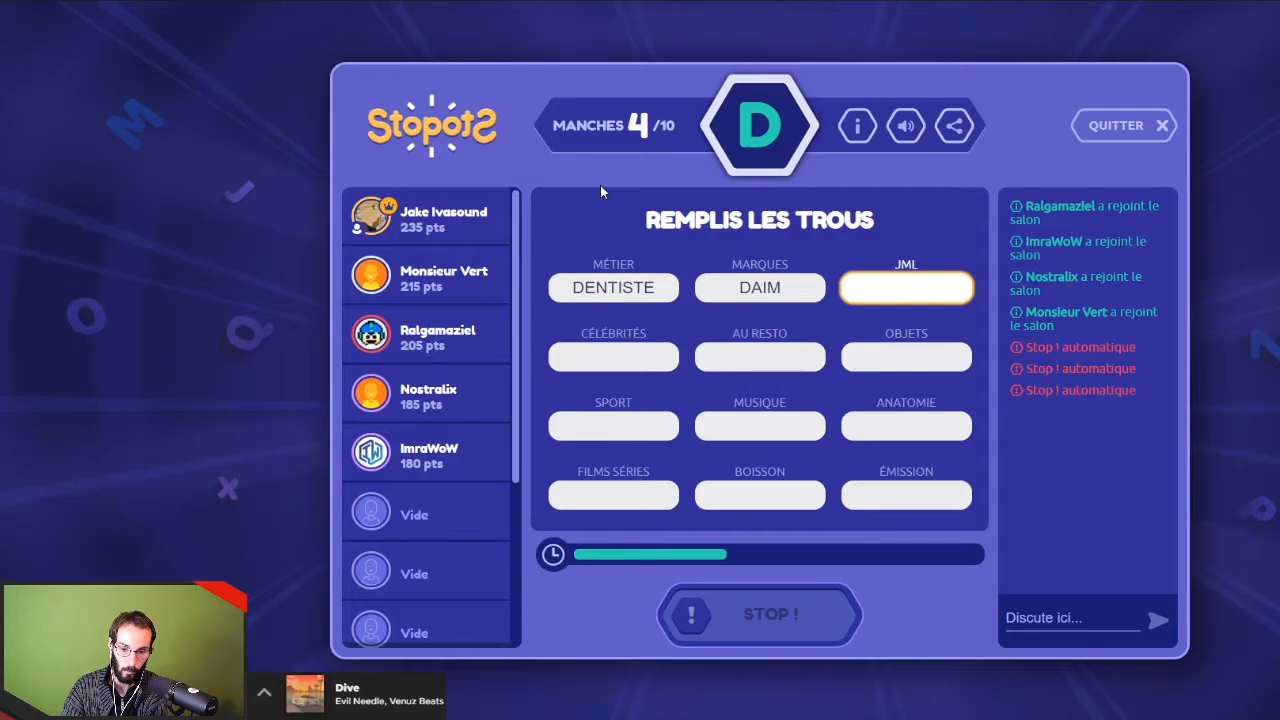 Stopots
MANCHES 4 /10
D
QUITTER
Jake Ivasound
235 pts
Monsieur Vert
215 pts
Ralgamaziel
205 pts
Nostralix
185 pts
ImraWoW
180 pts
Vide
Vide
Vide
REMPLIS LES TROUS
MÉTIER MARQUES JML
DENTISTE DAIM
CÉLÉBRITÉS AU RESTO OBJETS
SPORT MUSIQUE ANATOMIE
FILMS SÉRIES BOISSON ÉMISSION
STOP !
Ralgamaziel a rejoint le
salon
ImraWoW a rejoint le
salon
Nostralix a rejoint le
salon
Monsieur Vert a rejoint
le salon
Stop ! automatique
Stop ! automatique
Stop ! automatique
Discute ici...
Dive
Evil Needle, Venuz Beats